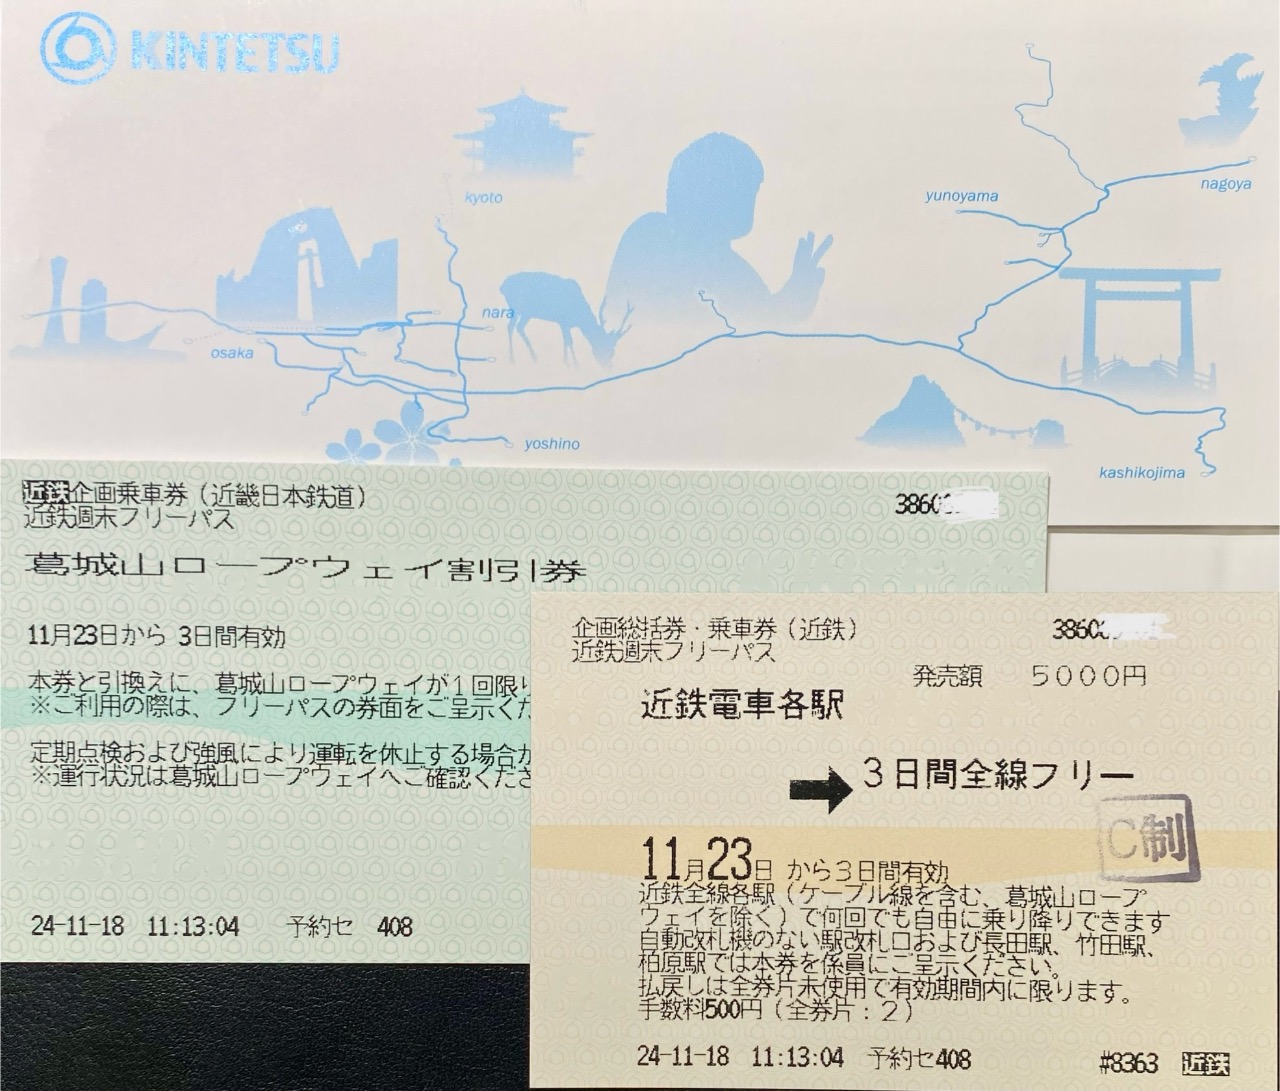 KINTETSU
kyoto
nagoya
yunoyama
nara
osaka
yoshino
kashikojima
近鉄企画乗車券（近畿日本鉄道）
近鉄週末フリーパス
3860
葛城山ロープウェイ割引券
11月23日から 3日間有効
本券と引換えに、葛城山ロープウェイが１回限り
※ご利用の際は、フリーパスの券面をご呈示くだ
定期点検および強風により運転を休止する場合が
※運行状況は葛城山ロープウェイへご確認くださ
24-11-18 11:13:04 予約セ 408
企画総括券・乗車券（近鉄）
近鉄週末フリーパス
3860
発売額 ５０００円
近鉄電車各駅
➡３日間全線フリー
C制
11月23日 から３日間有効
近鉄全線各駅（ケーブル線を含む、葛城山ロープ
ウェイを除く）で何回でも自由に乗り降りできます
自動改札機のない駅改札口および長田駅、竹田駅、
柏原駅では本券を係員にご呈示ください。
払戻しは全券片未使用で有効期間内に限ります。
手数料500円（全券片：２）
24-11-18 11:13:04 予約セ408
#8363 近鉄